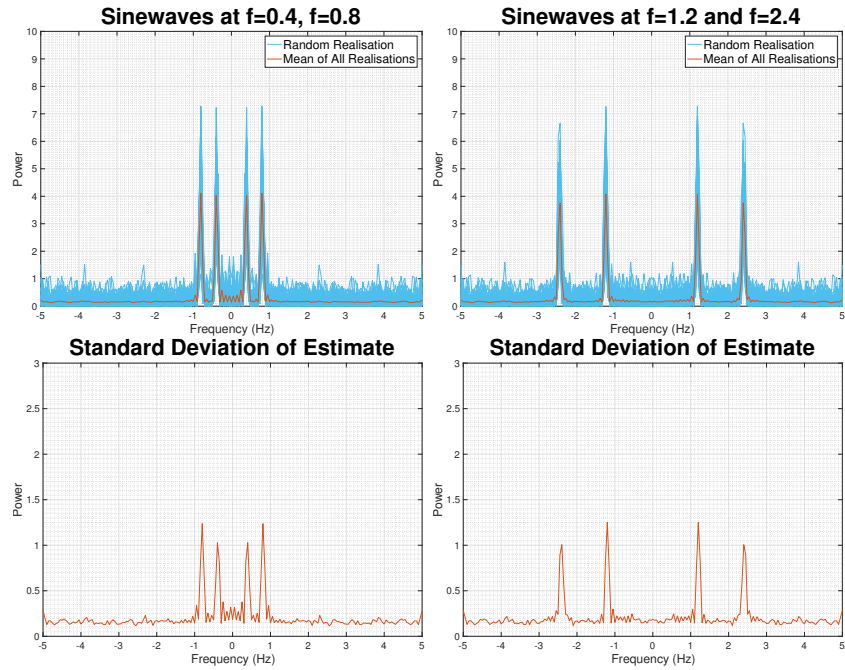 Sinewaves at f=0.4, f=0.8
10
9
8
7
6
5
4
3
2
1
0
Power
Random Realisation
Mean of All Realisations
-5 -4 -3 -2 -1 0 1 2 3 4 5
Frequency (Hz)
Sinewaves at f=1.2 and f=2.4
10
9
8
7
6
5
4
3
2
1
0
Power
Random Realisation
Mean of All Realisations
-5 -4 -3 -2 -1 0 1 2 3 4 5
Frequency (Hz)
Standard Deviation of Estimate
3
2.5
2
1.5
1
0.5
0
Power
-5 -4 -3 -2 -1 0 1 2 3 4 5
Frequency (Hz)
Standard Deviation of Estimate
3
2.5
2
1.5
1
0.5
0
Power
-5 -4 -3 -2 -1 0 1 2 3 4 5
Frequency (Hz)